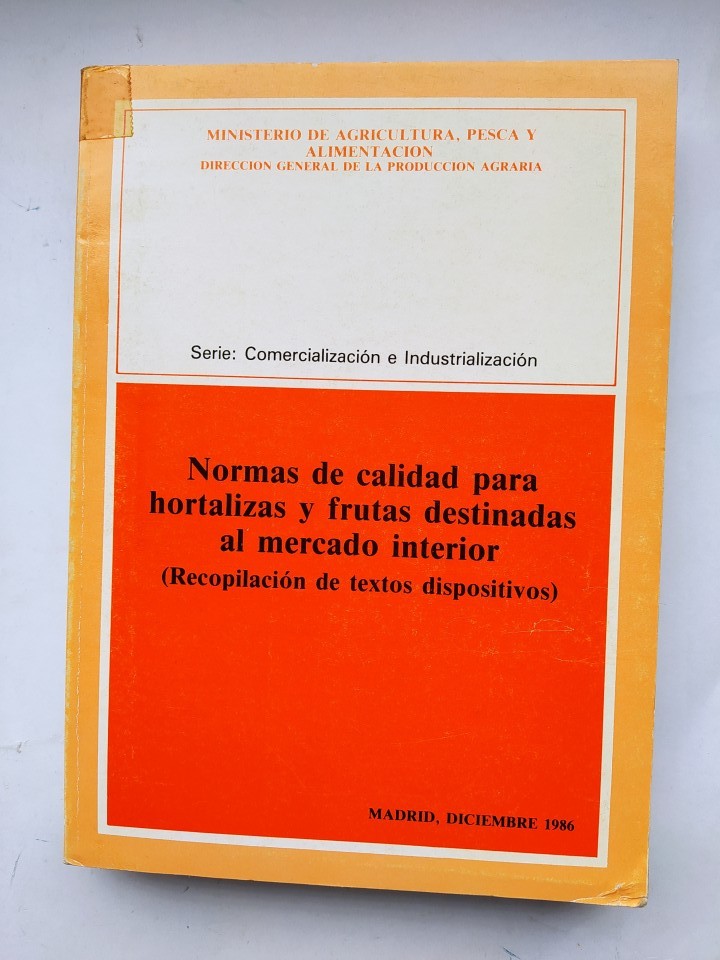 MINISTERIO DE AGRICULTURA, PESCA Y
ALIMENTACION
DIRECCION GENERAL DE LA PRODUCCION AGRARIA
Serie: Comercialización e Industrialización
Normas de calidad para
hortalizas y frutas destinadas
al mercado interior
(Recopilación de textos dispositivos)
MADRID, DICIEMBRE 1986